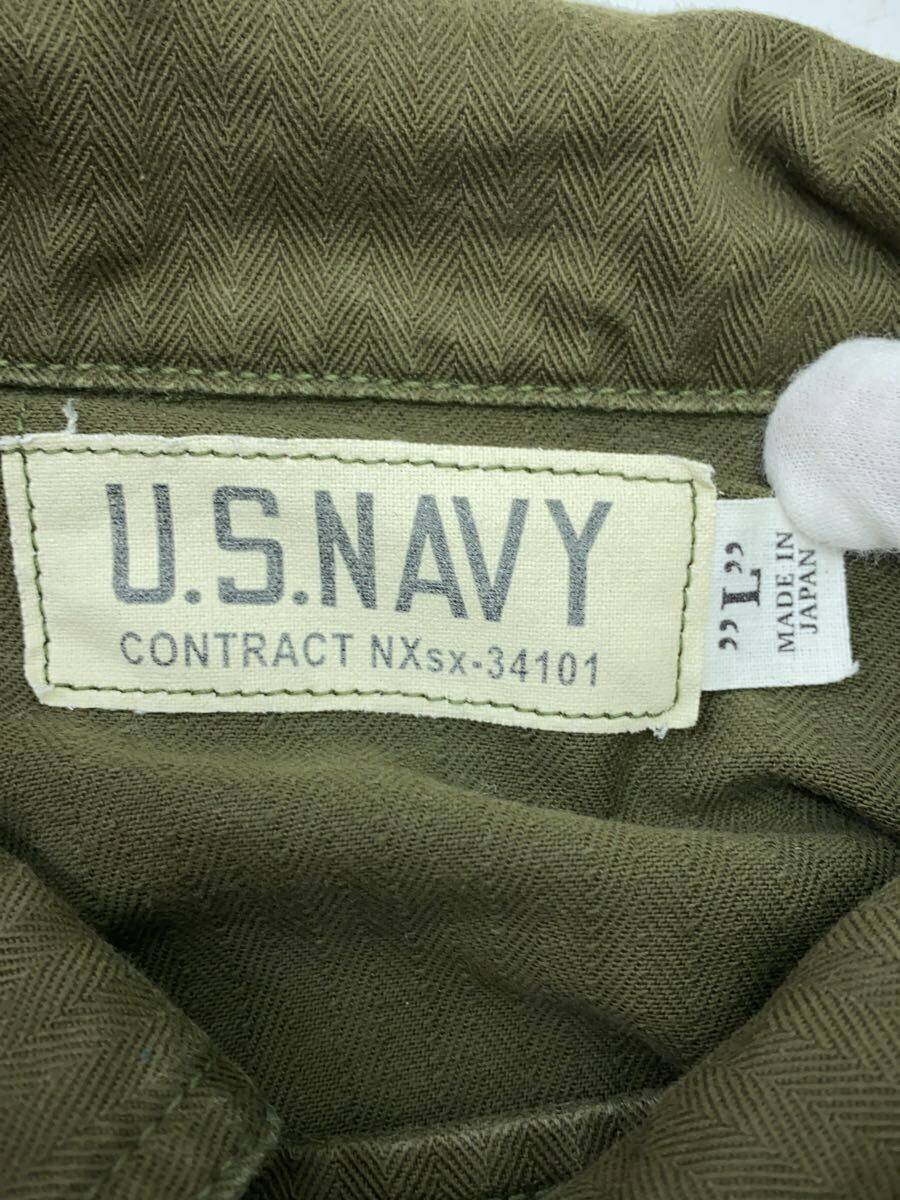 U.S.NAVY
CONTRACT NXsx-34101
”L”
MADE IN
JAPAN